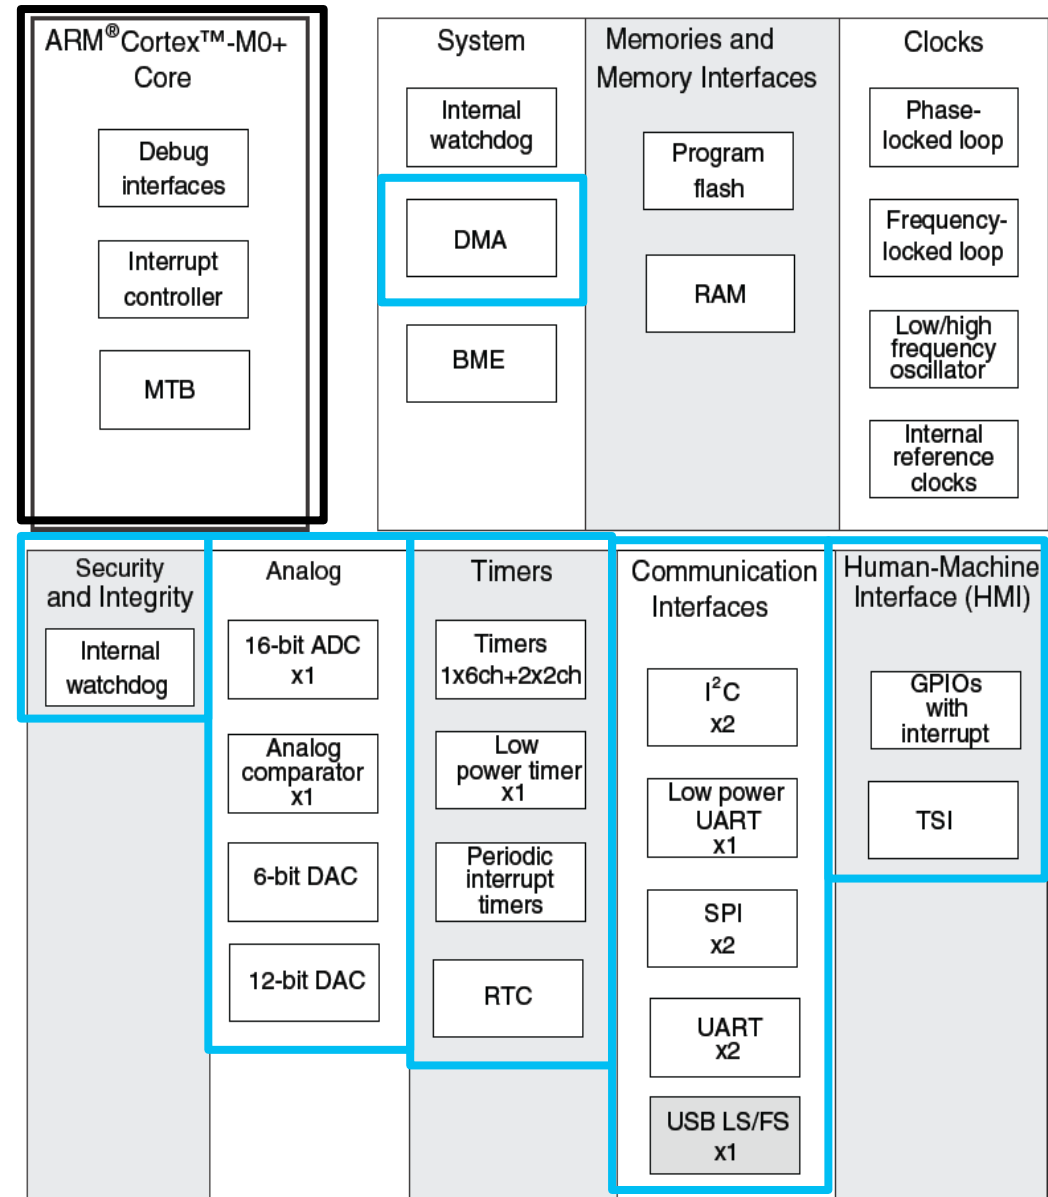 ARM®Cortex™-M0+
Core
Debug
interfaces
Interrupt
controller
MTB
System
Internal
watchdog
DMA
BME
Memories and
Memory Interfaces
Program
flash
RAM
Clocks
Phase-
locked loop
Frequency-
locked loop
Low/high
frequency
oscillator
Internal
reference
clocks
Security
and Integrity
Internal
watchdog
Analog
16-bit ADC
x1
Analog
comparator
x1
6-bit DAC
12-bit DAC
Timers
Timers
1x6ch+2x2ch
Low
power timer
x1
Periodic
interrupt
timers
RTC
Communication
Interfaces
I²C
x2
Low power
UART
x1
SPI
x2
UART
x2
USB LS/FS
x1
Human-Machine
Interface (HMI)
GPIOs
with
interrupt
TSI